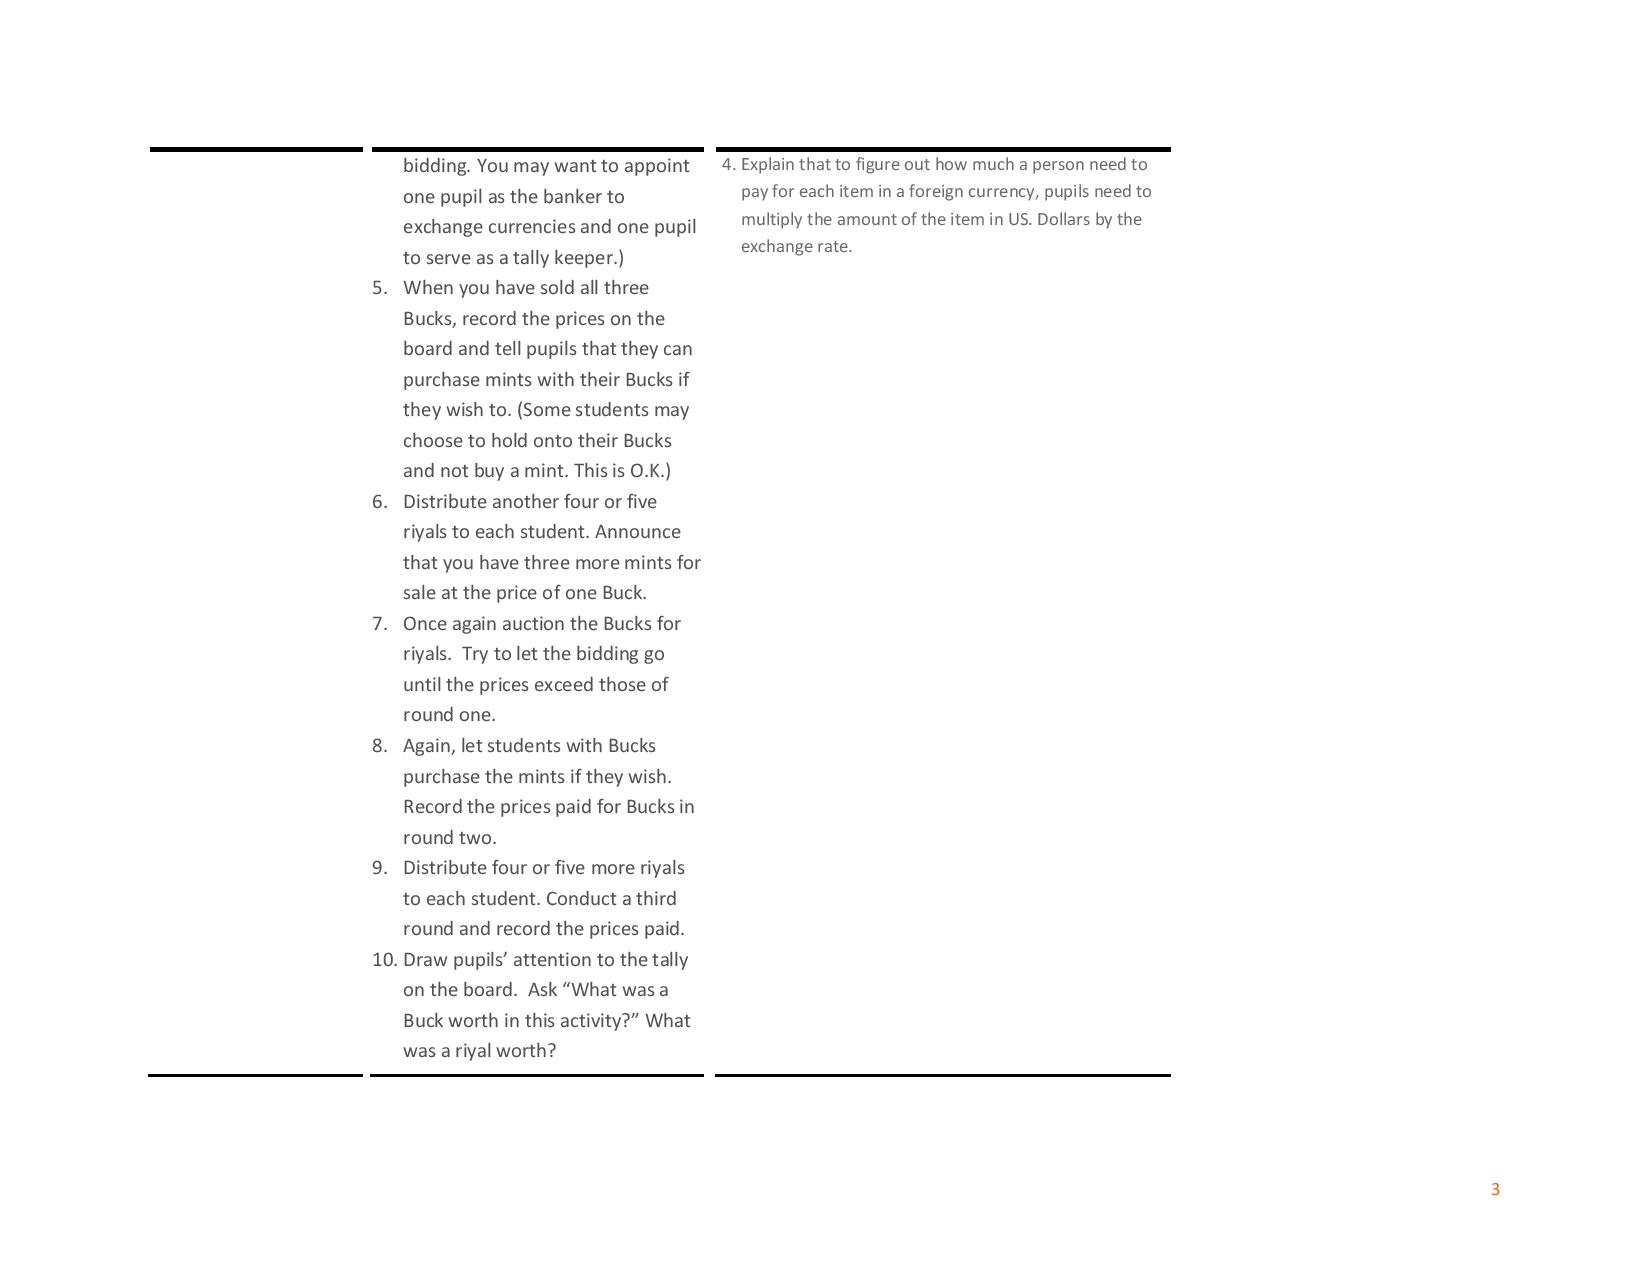 bidding. You may want to appoint
one pupil as the banker to
exchange currencies and one pupil
to serve as a tally keeper.)
5. When you have sold all three
Bucks, record the prices on the
board and tell pupils that they can
purchase mints with their Bucks if
they wish to. (Some students may
choose to hold onto their Bucks
and not buy a mint. This is O.K.)
6. Distribute another four or five
riyals to each student. Announce
that you have three more mints for
sale at the price of one Buck.
7. Once again auction the Bucks for
riyals.  Try to let the bidding go
until the prices exceed those of
round one.
8. Again, let students with Bucks
purchase the mints if they wish.
Record the prices paid for Bucks in
round two.
9. Distribute four or five more riyals
to each student. Conduct a third
round and record the prices paid.
10. Draw pupils’ attention to the tally
on the board.  Ask “What was a
Buck worth in this activity?” What
was a riyal worth?
4. Explain that to figure out how much a person need to
pay for each item in a foreign currency, pupils need to
multiply the amount of the item in US. Dollars by the
exchange rate.
3